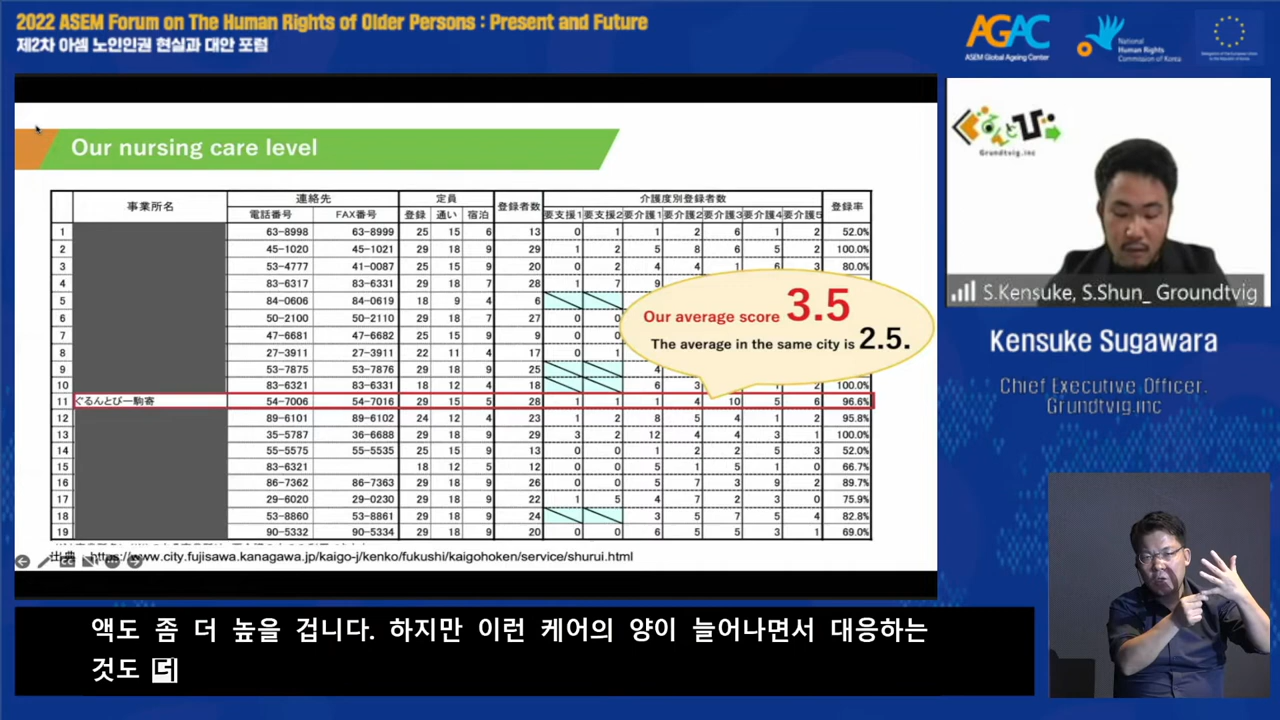 2022 ASEM Forum on The Human Rights of Older Persons : Present and Future
제2차 아셈 노인인권 현실과 대안 포럼
AGAC
ASEM Global Ageing Center
National
Human Rights
Commission of Korea
Our nursing care level
事業所名 連絡先 定員 登録者数 介護度別登録者数 登録率
電話番号 FAX番号 登録 通い 宿泊 要支援1 要支援2 要介護1 要介護2 要介護3 要介護4 要介護5
1 63-8998 63-8999 25 15 6 13 0 1 1 2 6 1 2 52.0%
2 45-1020 45-1021 29 18 9 29 1 2 5 8 6 5 2 100.0%
3 53-4777 41-0087 25 15 9 20 0 2 4 4 1 6 3 80.0%
4 83-6317 83-6331 29 18 7 28 1 7 9
5 84-0606 84-0619 18 9 4 6
6 50-2100 50-2110 29 18 7 27 0 0
7 47-6681 47-6682 25 15 9 9 0 0
8 27-3911 27-3911 22 11 4 17 0 1
9 53-7875 53-7876 29 18 9 25 4
10 83-6321 83-6331 18 12 4 18 6 3 100.0%
11 ぐるんとびー駒寄 54-7006 54-7016 29 15 5 28 1 1 1 4 10 5 6 96.6%
12 89-6101 89-6102 24 12 4 23 1 2 8 5 4 1 2 95.8%
13 35-5787 36-6688 29 18 9 29 3 2 12 4 4 3 1 100.0%
14 55-5575 55-5535 25 15 9 13 0 0 1 2 2 5 3 52.0%
15 83-6321 18 12 5 12 0 0 5 1 5 1 0 66.7%
16 86-7362 86-7363 29 18 9 26 0 0 5 7 3 9 2 89.7%
17 29-6020 29-0230 29 18 9 22 1 5 4 7 2 3 0 75.9%
18 53-8860 53-8861 29 18 9 24 3 5 7 5 4 82.8%
19 90-5332 90-5334 29 18 9 20 0 0 6 5 5 3 1 69.0%
Our average score 3.5
The average in the same city is 2.5.
出典 : https://www.city.fujisawa.kanagawa.jp/kaigo-j/kenko/fukushi/kaigohoken/service/shurui.html
ぐるんとび
Grundtvig.inc
S.Kensuke, S.Shun_ Groundtvig
Kensuke Sugawara
Chief Executive Officer,
Grundtvig.inc
액도 좀 더 높을 겁니다. 하지만 이런 케어의 양이 늘어나면서 대응하는
것도 더